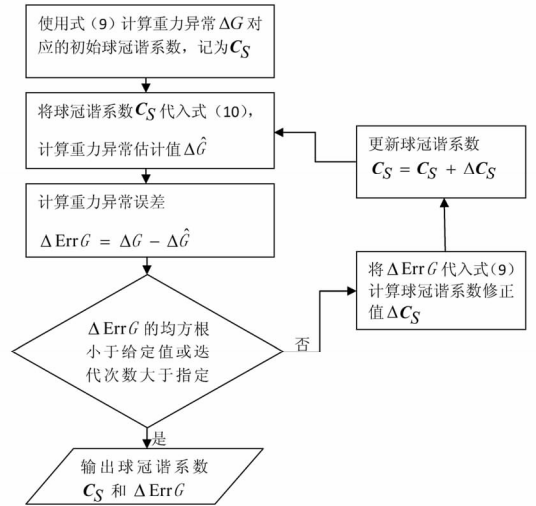 使用式（9）计算重力异常ΔG对
应的初始球冠谐系数，记为C_S
将球冠谐系数C_S代入式（10），
计算重力异常估计值ΔĜ
计算重力异常误差
ΔErrG = ΔG − ΔĜ
ΔErrG的均方根
小于给定值或迭
代次数大于指定
是
输出球冠谐系数
C_S 和 ΔErrG
否
将ΔErrG代入式（9）
计算球冠谐系数修正
值ΔC_S
更新球冠谐系数
C_S = C_S + ΔC_S